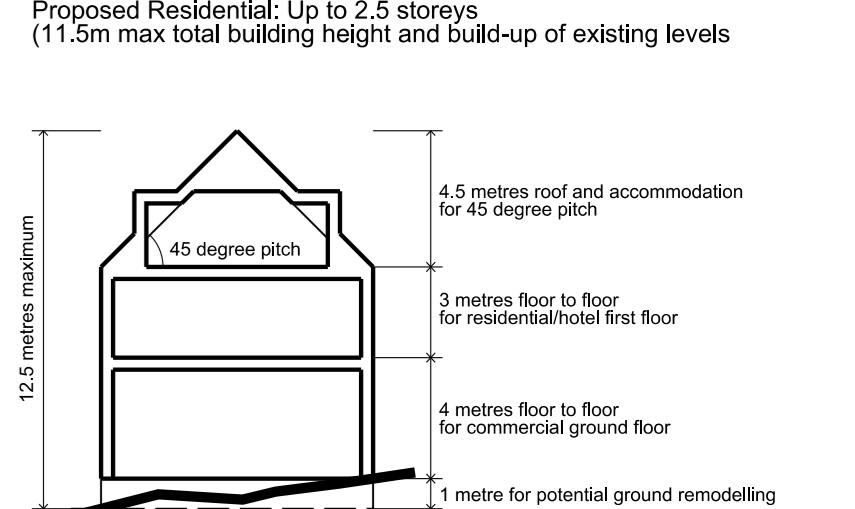 Proposed Residential: Up to 2.5 storeys
(11.5m max total building height and build-up of existing levels
4.5 metres roof and accommodation
for 45 degree pitch
45 degree pitch
12.5 metres maximum
3 metres floor to floor
for residential/hotel first floor
4 metres floor to floor
for commercial ground floor
1 metre for potential ground remodelling